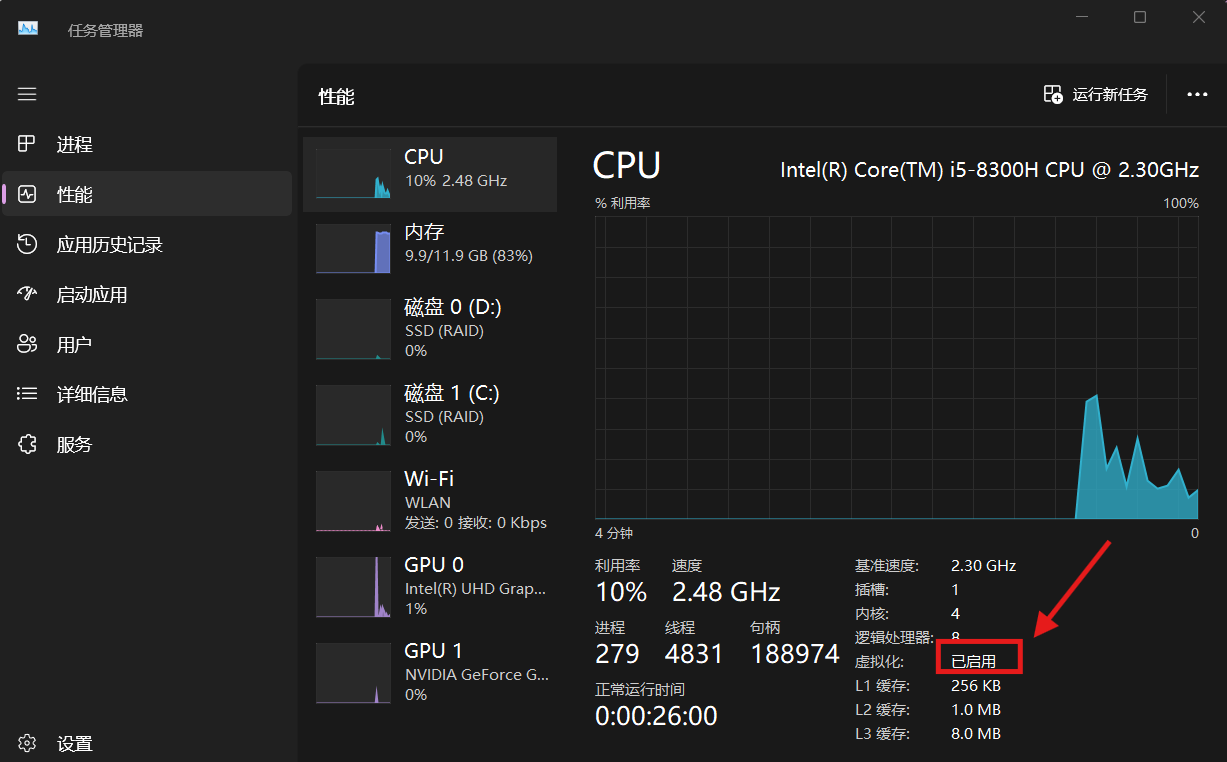 任务管理器
性能
运行新任务
进程
性能
应用历史记录
启动应用
用户
详细信息
服务
设置
CPU
10% 2.48 GHz
内存
9.9/11.9 GB (83%)
磁盘 0 (D:)
SSD (RAID)
0%
磁盘 1 (C:)
SSD (RAID)
0%
Wi-Fi
WLAN
发送: 0 接收: 0 Kbps
GPU 0
Intel(R) UHD Grap...
1%
GPU 1
NVIDIA GeForce G...
0%
CPU
Intel(R) Core(TM) i5-8300H CPU @ 2.30GHz
% 利用率
100%
4 分钟
0
利用率
速度
10%
2.48 GHz
进程
线程
句柄
279
4831
188974
正常运行时间
0:00:26:00
基准速度: 2.30 GHz
插槽: 1
内核: 4
逻辑处理器: 8
虚拟化: 已启用
L1 缓存: 256 KB
L2 缓存: 1.0 MB
L3 缓存: 8.0 MB